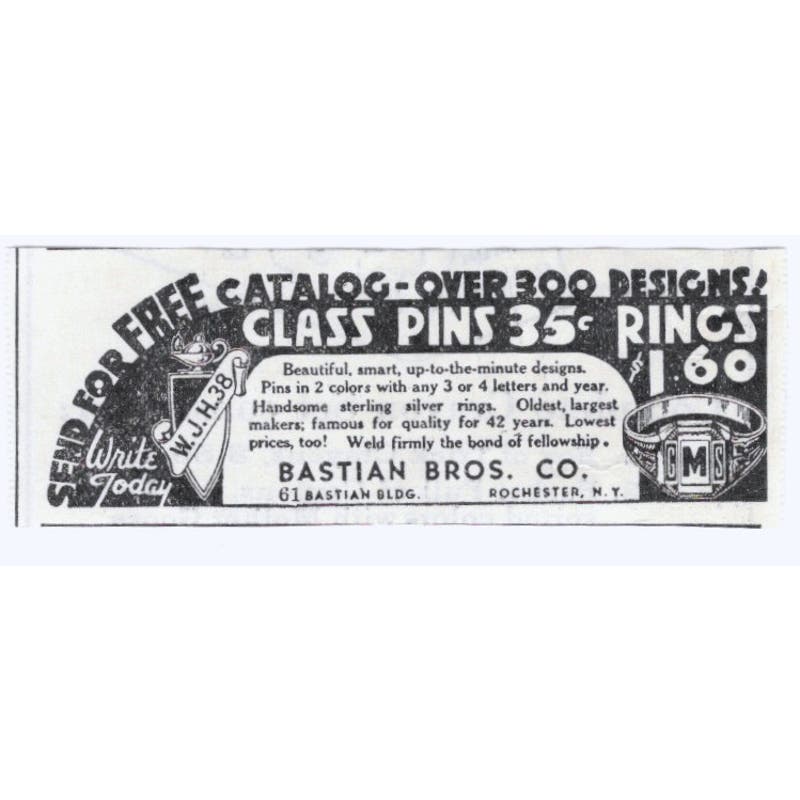 SEND FOR FREE CATALOG-OVER 300 DESIGNS!
CLASS PINS 35¢ RINGS
$1.60
Write
Today
W.J.H.38
Beautiful, smart, up-to-the-minute designs.
Pins in 2 colors with any 3 or 4 letters and year.
Handsome sterling silver rings. Oldest, largest
makers; famous for quality for 42 years. Lowest
prices, too! Weld firmly the bond of fellowship.
BASTIAN BROS. CO.
61 BASTIAN BLDG. ROCHESTER, N.Y.
G M S